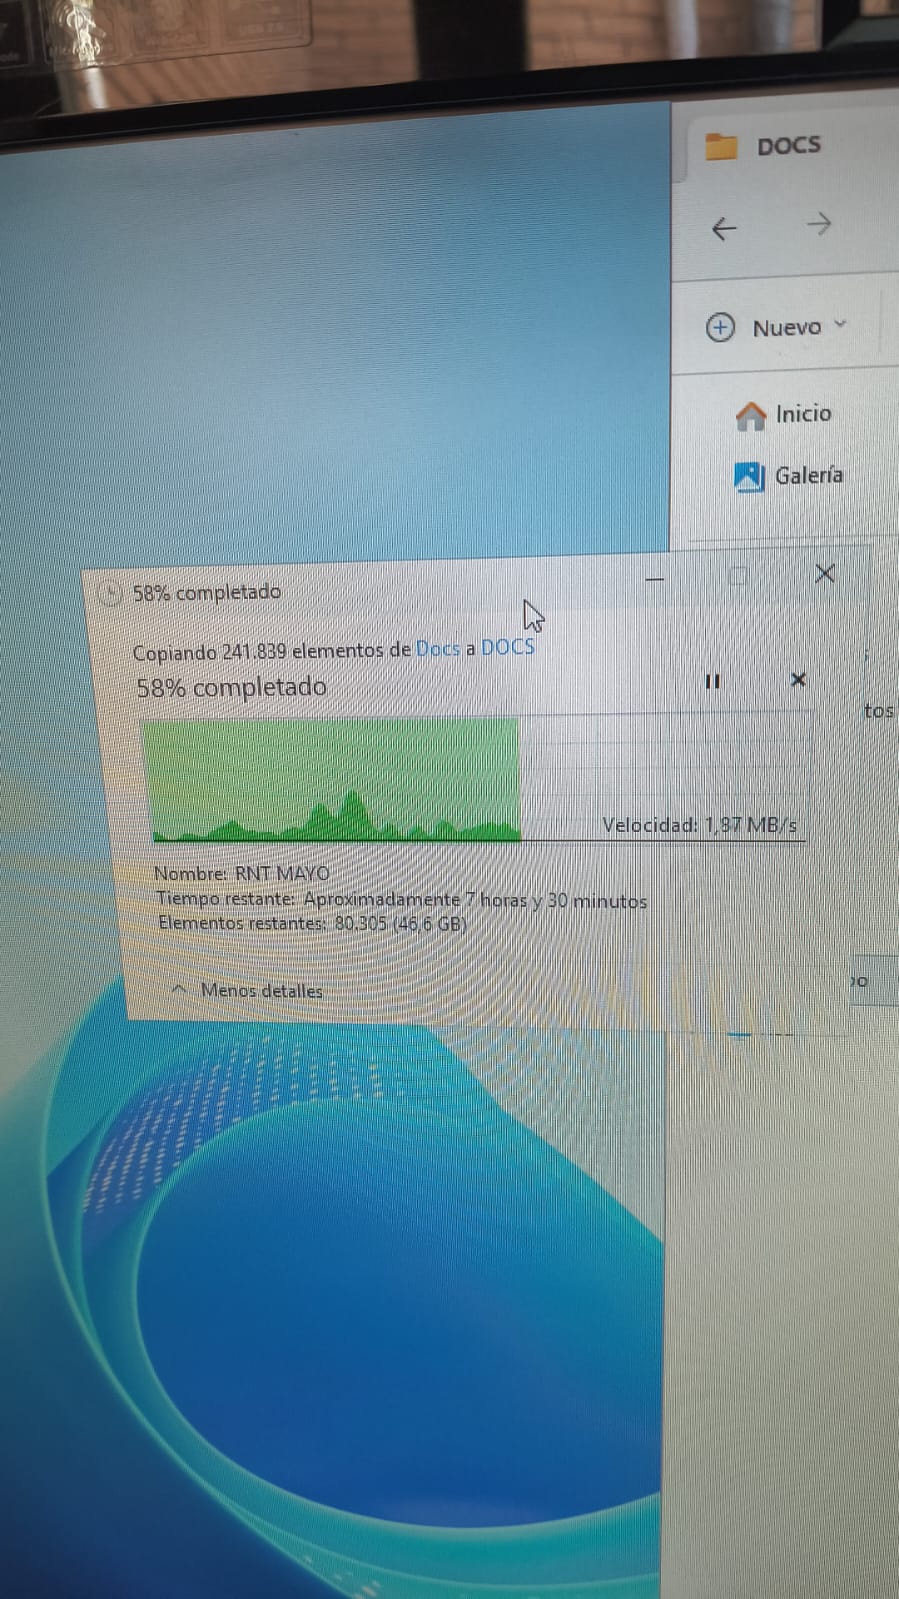 DOCS
Nuevo
Inicio
Galería
58% completado
Copiando 241.839 elementos de Docs a DOCS
58% completado
tos
Velocidad: 1,87 MB/s
Nombre: RNT MAYO
Tiempo restante: Aproximadamente 7 horas y 30 minutos
Elementos restantes: 80.305 (46,6 GB)
Menos detalles